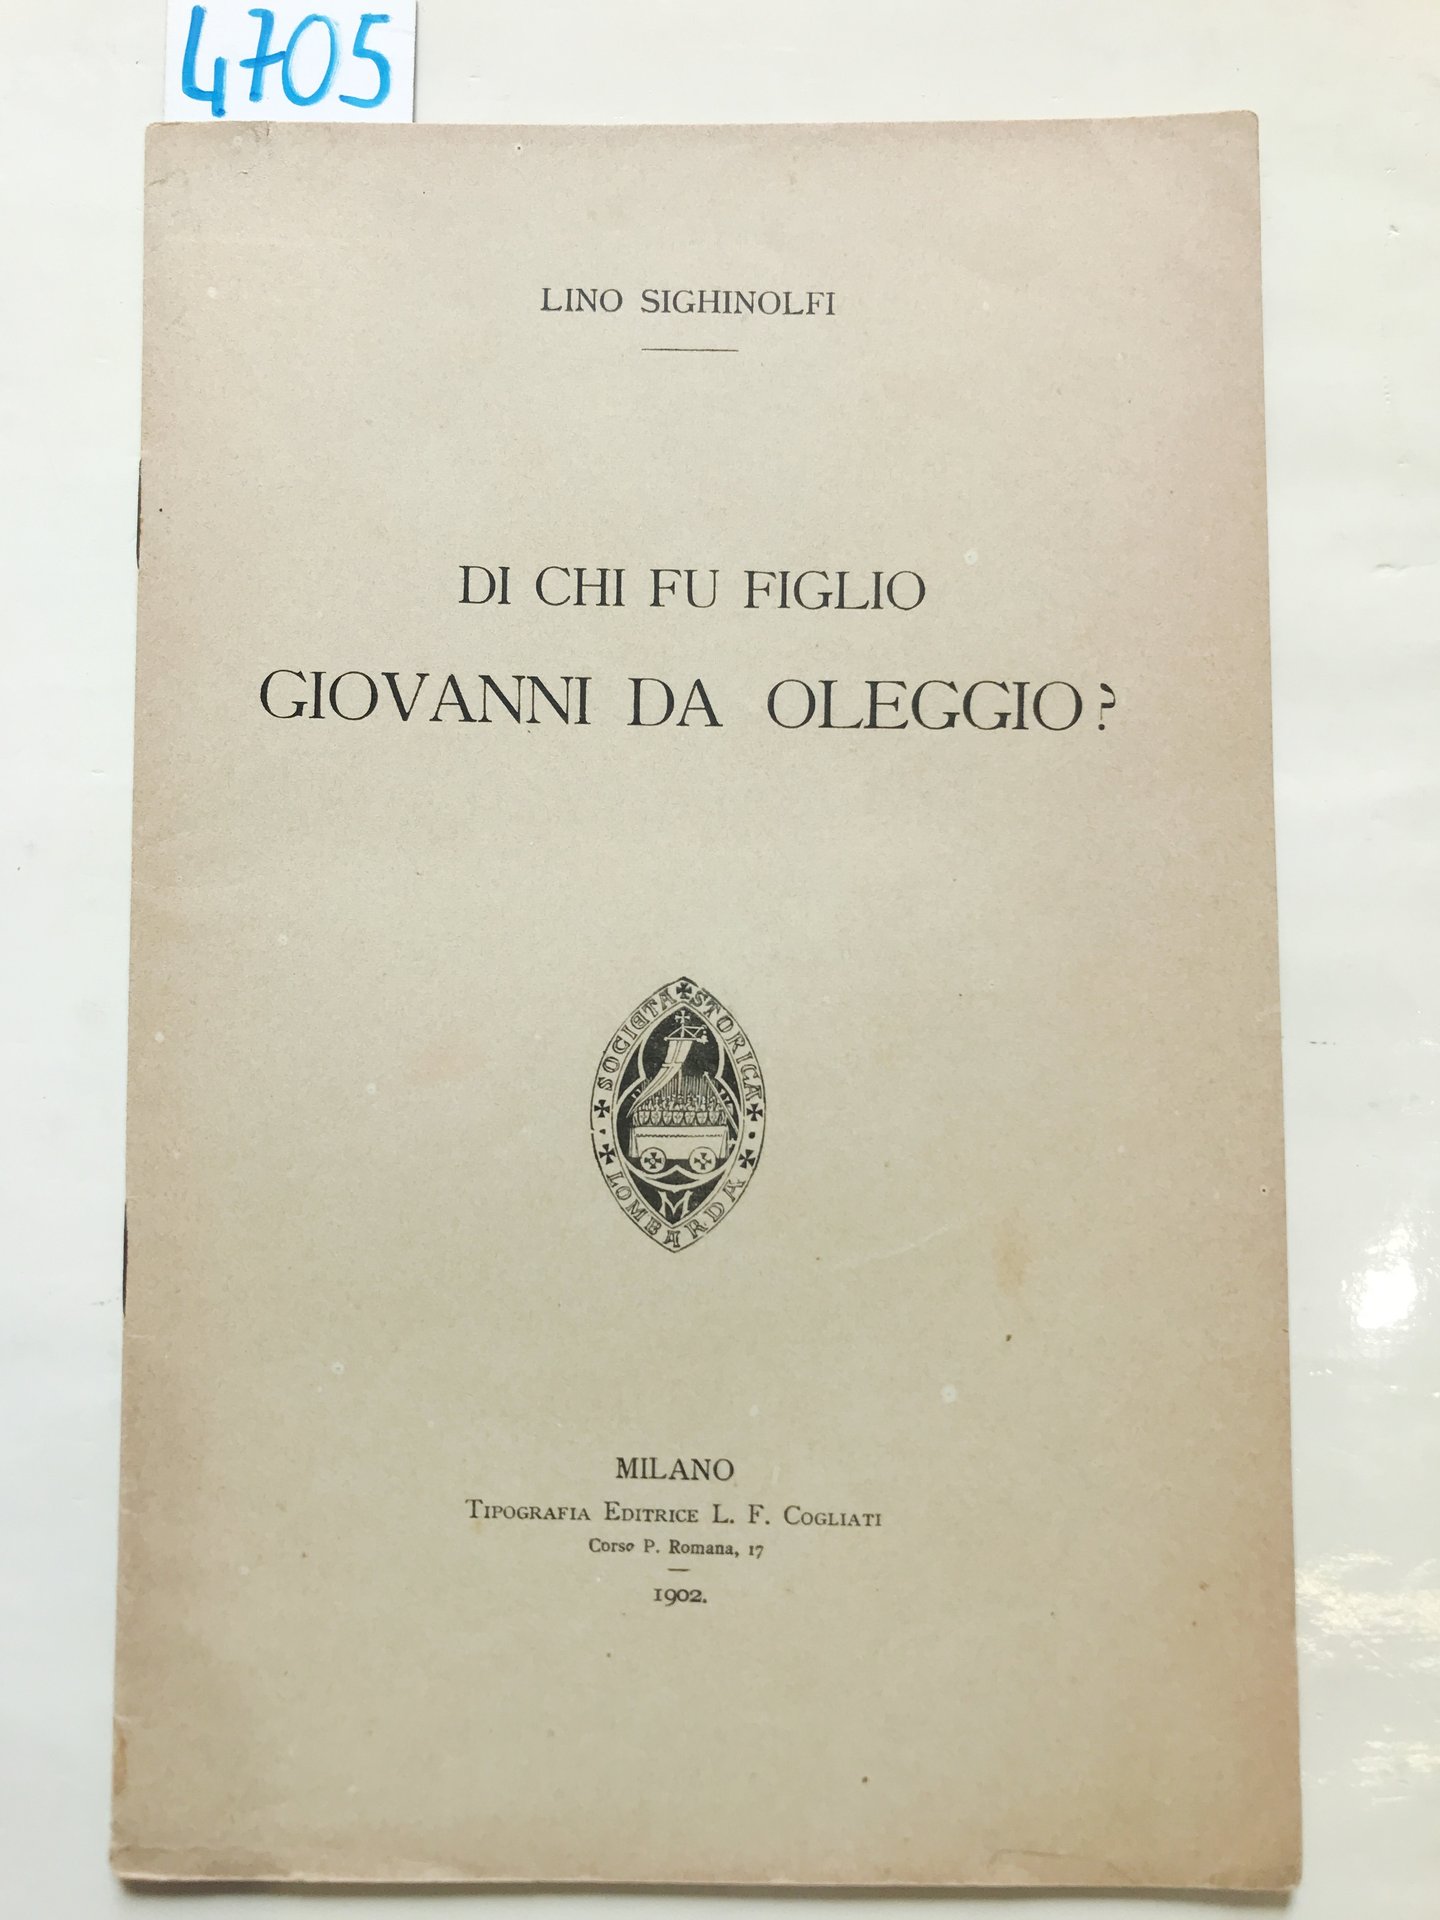 4705
LINO SIGHINOLFI
DI CHI FU FIGLIO
GIOVANNI DA OLEGGIO?
SOCIETA STORICA
LOMBARDA
M
MILANO
TIPOGRAFIA EDITRICE L. F. COGLIATI
Corso P. Romana, 17
1902.